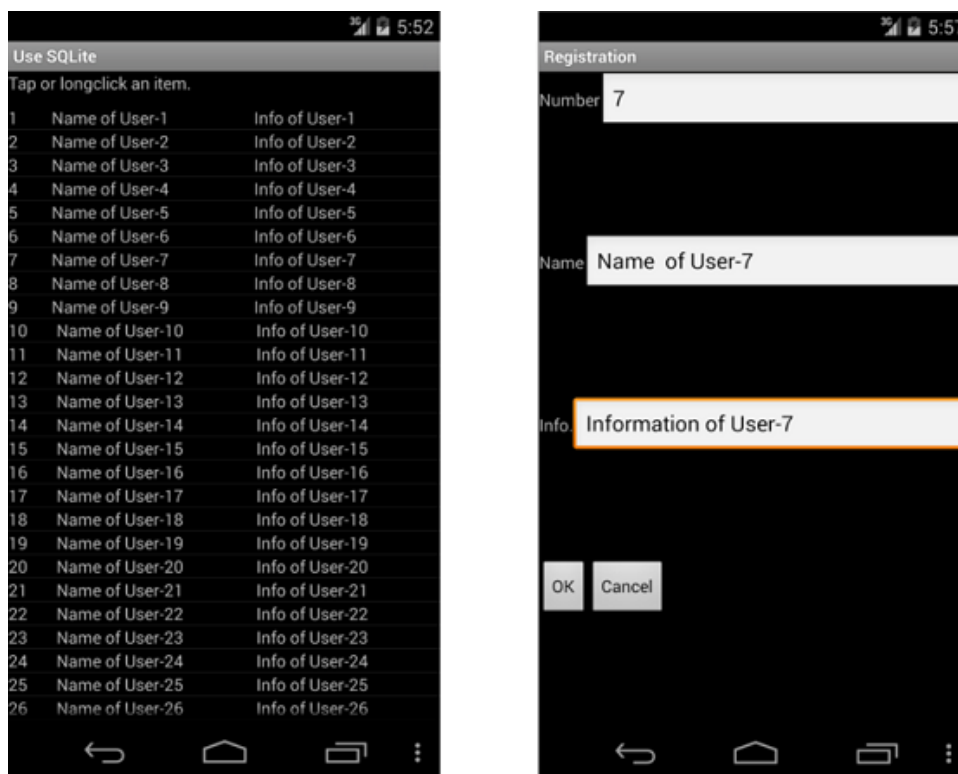 3G 5:52
Use SQLite
Tap or longclick an item.
1 Name of User-1 Info of User-1
2 Name of User-2 Info of User-2
3 Name of User-3 Info of User-3
4 Name of User-4 Info of User-4
5 Name of User-5 Info of User-5
6 Name of User-6 Info of User-6
7 Name of User-7 Info of User-7
8 Name of User-8 Info of User-8
9 Name of User-9 Info of User-9
10 Name of User-10 Info of User-10
11 Name of User-11 Info of User-11
12 Name of User-12 Info of User-12
13 Name of User-13 Info of User-13
14 Name of User-14 Info of User-14
15 Name of User-15 Info of User-15
16 Name of User-16 Info of User-16
17 Name of User-17 Info of User-17
18 Name of User-18 Info of User-18
19 Name of User-19 Info of User-19
20 Name of User-20 Info of User-20
21 Name of User-21 Info of User-21
22 Name of User-22 Info of User-22
23 Name of User-23 Info of User-23
24 Name of User-24 Info of User-24
25 Name of User-25 Info of User-25
26 Name of User-26 Info of User-26
3G 5:57
Registration
Number 7
Name Name of User-7
Info. Information of User-7
OK Cancel